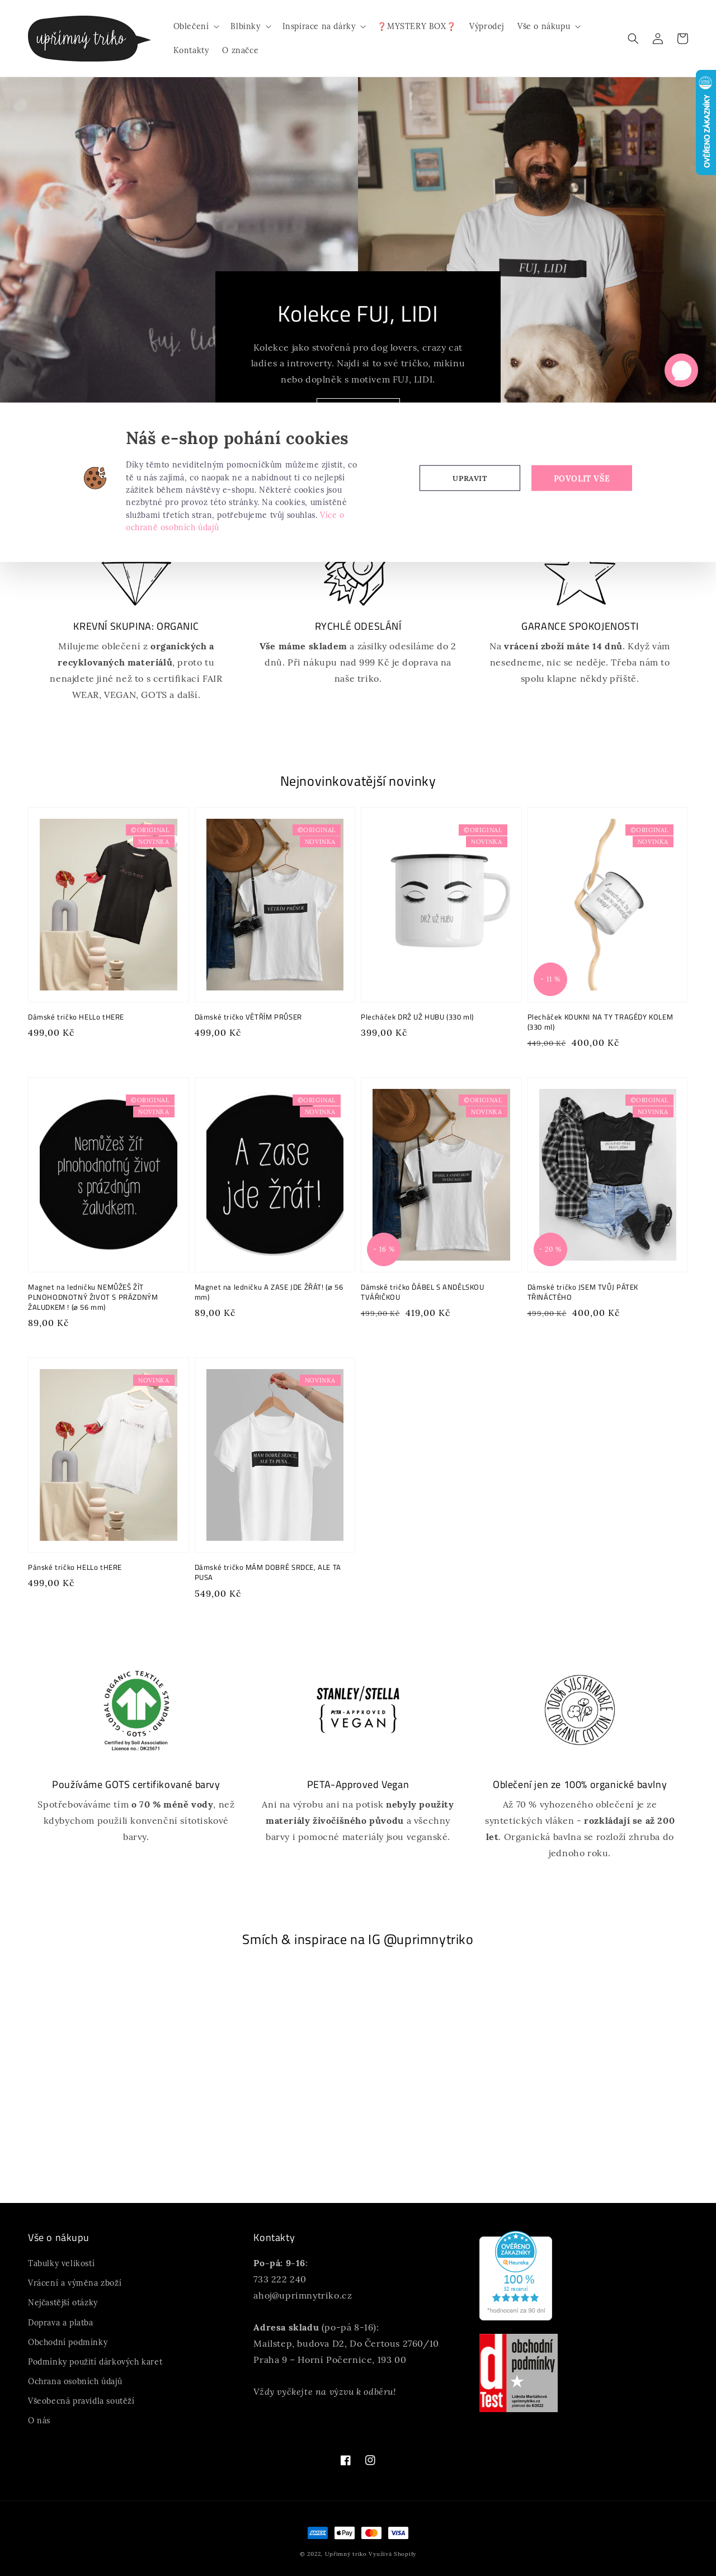 upřímný triko
Oblečení
Blbinky
Inspirace na dárky
❓MYSTERY BOX❓
Výprodej
Vše o nákupu
Kontakty
O značce
OVĚŘENO ZÁKAZNÍKY
fuj, lidi
FUJ, LIDI
Kolekce FUJ, LIDI
Kolekce jako stvořená pro dog lovers, crazy cat
ladies a introverty. Najdi si to své tričko, mikinu
nebo doplněk s motivem FUJ, LIDI.
Náš e-shop pohání cookies
Díky těmto neviditelným pomocníčkům můžeme zjistit, co
tě u nás zajímá, co naopak ne a nabídnout ti co nejlepší
zážitek během návštěvy e-shopu. Některé cookies jsou
nezbytné pro provoz této stránky. Na cookies, umístěné
službami třetích stran, potřebujeme tvůj souhlas. Více o
ochraně osobních údajů
UPRAVIT
POVOLIT VŠE
KREVNÍ SKUPINA: ORGANIC
Milujeme oblečení z organických a
recyklovaných materiálů, proto tu
nenajdete jiné než to s certifikací FAIR
WEAR, VEGAN, GOTS a další.
RYCHLÉ ODESLÁNÍ
Vše máme skladem a zásilky odesíláme do 2
dnů. Při nákupu nad 999 Kč je doprava na
naše triko.
GARANCE SPOKOJENOSTI
Na vrácení zboží máte 14 dnů. Když vám
nesedneme, nic se neděje. Třeba nám to
spolu klapne někdy příště.
Nejnovinkovatější novinky
©ORIGINAL
NOVINKA
Dámské tričko HELLo tHERE
499,00 Kč
©ORIGINAL
NOVINKA
VĚTŘÍM PRŮSER
Dámské tričko VĚTŘÍM PRŮSER
499,00 Kč
©ORIGINAL
NOVINKA
DRŽ UŽ HUBU
Plecháček DRŽ UŽ HUBU (330 ml)
399,00 Kč
©ORIGINAL
NOVINKA
- 11 %
Plecháček KOUKNI NA TY TRAGÉDY KOLEM
(330 ml)
449,00 Kč 400,00 Kč
©ORIGINAL
NOVINKA
Nemůžeš žít
plnohodnotný život
s prázdným
žaludkem.
Magnet na ledničku NEMŮŽEŠ ŽÍT
PLNOHODNOTNÝ ŽIVOT S PRÁZDNÝM
ŽALUDKEM ! (ø 56 mm)
89,00 Kč
©ORIGINAL
NOVINKA
A zase
jde žrát!
Magnet na ledničku A ZASE JDE ŽRÁT! (ø 56
mm)
89,00 Kč
©ORIGINAL
NOVINKA
- 16 %
Dámské tričko ĎÁBEL S ANDĚLSKOU
TVÁŘIČKOU
499,00 Kč 419,00 Kč
©ORIGINAL
NOVINKA
- 20 %
Dámské tričko JSEM TVŮJ PÁTEK
TŘINÁCTÉHO
499,00 Kč 400,00 Kč
NOVINKA
Pánské tričko HELLo tHERE
499,00 Kč
NOVINKA
MÁM DOBRÉ SRDCE,
ALE TA PUSA...
Dámské tričko MÁM DOBRÉ SRDCE, ALE TA
PUSA
549,00 Kč
GLOBAL ORGANIC TEXTILE STANDARD
· GOTS ·
Certified by Soil Association
Licence no.: DK25671
STANLEY/STELLA
PETA-APPROVED
VEGAN
100% SUSTAINABLE
ORGANIC COTTON
Používáme GOTS certifikované barvy
Spotřebováváme tím o 70 % méně vody, než
kdybychom použili konvenční sítotiskové
barvy.
PETA-Approved Vegan
Ani na výrobu ani na potisk nebyly použity
materiály živočišného původu a všechny
barvy i pomocné materiály jsou veganské.
Oblečení jen ze 100% organické bavlny
Až 70 % vyhozeného oblečení je ze
syntetických vláken - rozkládají se až 200
let. Organická bavlna se rozloží zhruba do
jednoho roku.
Smích & inspirace na IG @uprimnytriko
Vše o nákupu
Tabulky velikostí
Vrácení a výměna zboží
Nejčastější otázky
Doprava a platba
Obchodní podmínky
Podmínky použití dárkových karet
Ochrana osobních údajů
Všeobecná pravidla soutěží
O nás
Kontakty
Po-pá: 9-16:
733 222 240
ahoj@uprimnytriko.cz
Adresa skladu (po-pá 8-16):
Mailstep, budova D2, Do Čertous 2760/10
Praha 9 – Horní Počernice, 193 00
Vždy vyčkejte na výzvu k odběru!
OVĚŘENO
ZÁKAZNÍKY
Heureka
100 %
52 recenzí
*hodnocení za 90 dní
dTest
obchodní
podmínky
© 2022, Upřímný triko Využívá Shopify